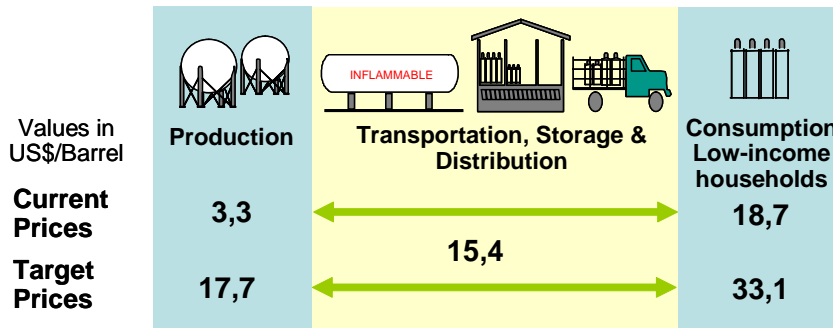 INFLAMMABLE
Values in
US$/Barrel
Production
Transportation, Storage &
Distribution
Consumption
Low-income
households
Current
Prices
3,3
18,7
15,4
Target
Prices
17,7
33,1